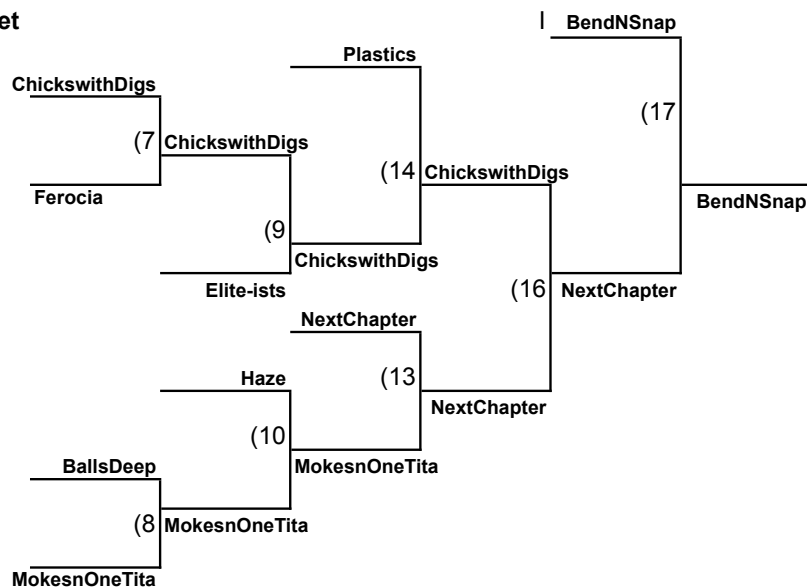 et
l
BendNSnap
Plastics
ChickswithDigs
(17
(7
ChickswithDigs
(14
ChickswithDigs
Ferocia
BendNSnap
(9
ChickswithDigs
Elite-ists
(16
NextChapter
NextChapter
Haze
(13
NextChapter
(10
BallsDeep
MokesnOneTita
(8
MokesnOneTita
MokesnOneTita